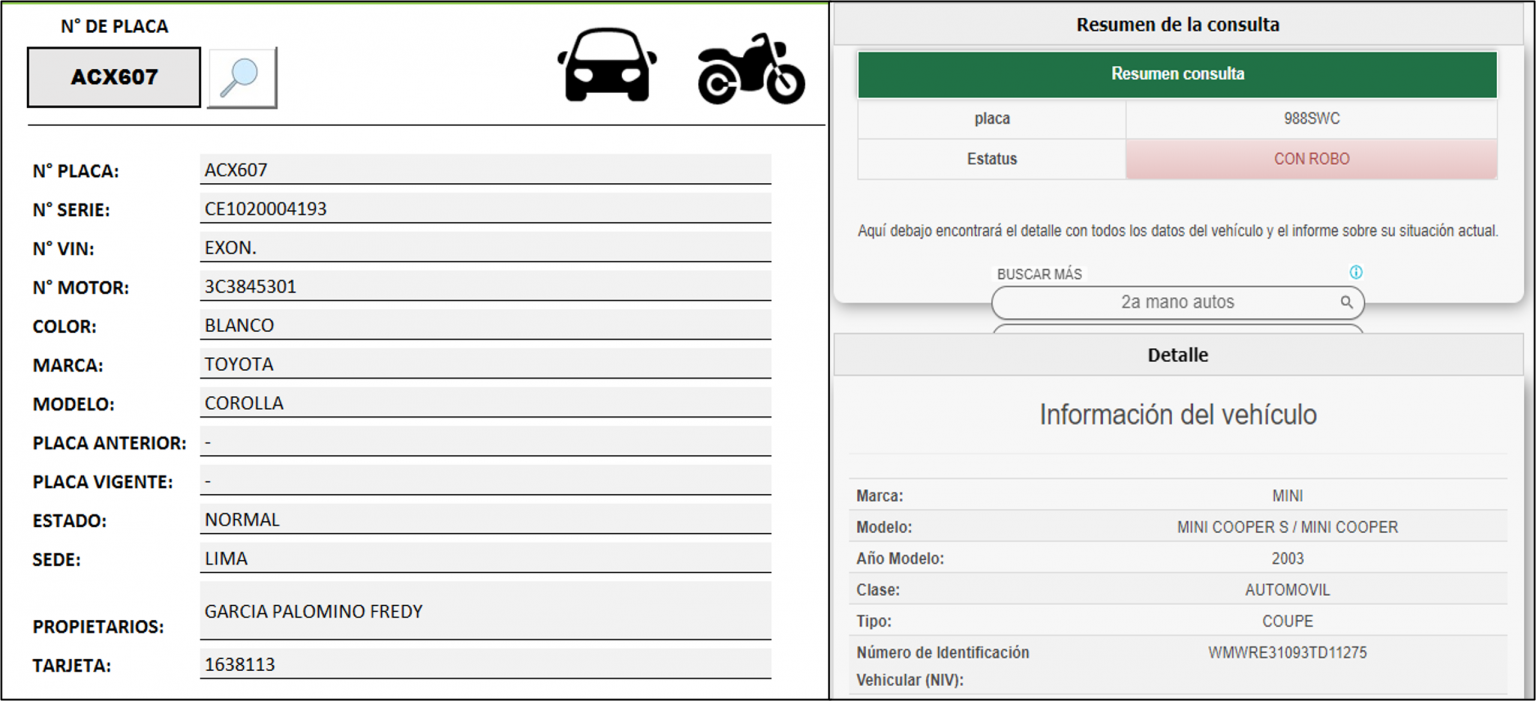 N° DE PLACA
ACX607
N° PLACA: ACX607
N° SERIE: CE1020004193
N° VIN: EXON.
N° MOTOR: 3C3845301
COLOR: BLANCO
MARCA: TOYOTA
MODELO: COROLLA
PLACA ANTERIOR: -
PLACA VIGENTE: -
ESTADO: NORMAL
SEDE: LIMA
PROPIETARIOS: GARCIA PALOMINO FREDY
TARJETA: 1638113
Resumen de la consulta
Resumen consulta
placa 988SWC
Estatus CON ROBO
Aquí debajo encontrará el detalle con todos los datos del vehículo y el informe sobre su situación actual.
BUSCAR MÁS
2a mano autos
Detalle
Información del vehículo
Marca: MINI
Modelo: MINI COOPER S / MINI COOPER
Año Modelo: 2003
Clase: AUTOMOVIL
Tipo: COUPE
Número de Identificación WMWRE31093TD11275
Vehicular (NIV):